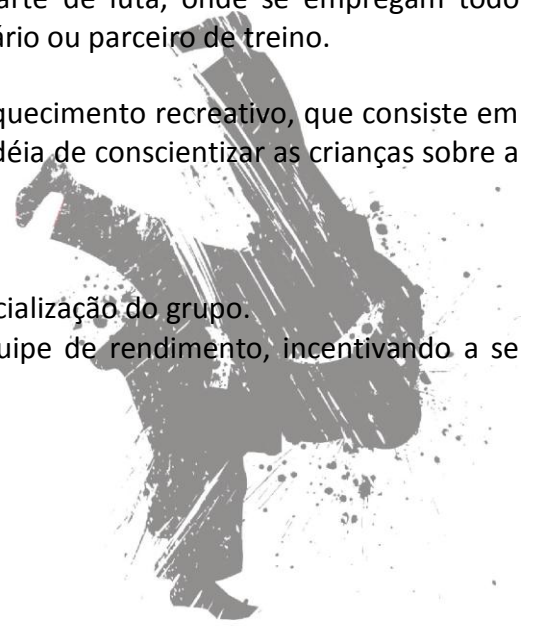 arte de luta, onde se empregam todo
ário ou parceiro de treino.
quecimento recreativo, que consiste em
déia de conscientizar as crianças sobre a
cialização do grupo.
uipe de rendimento, incentivando a se